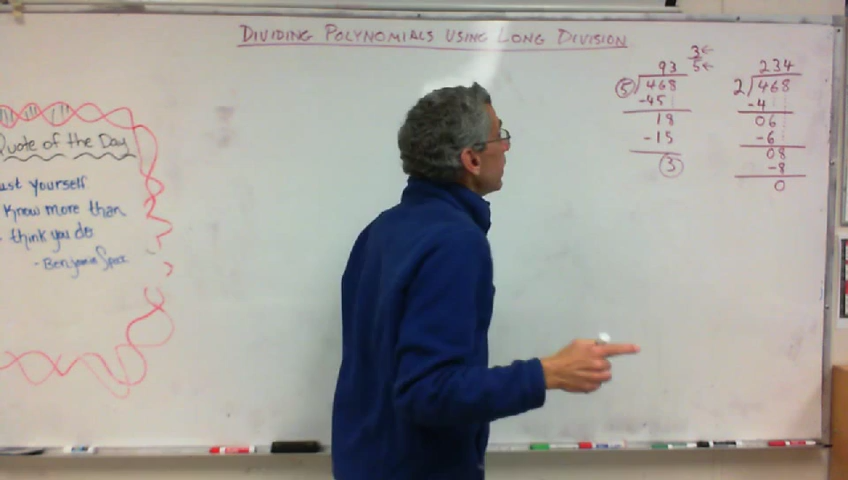 DIVIDING POLYNOMIALS USING LONG DIVISION
Quote of the Day
ust yourself
Know more than
think you do
- Benjamin Spock
93 3/5
5 468
-45
18
-15
3
234
2 468
-4
06
-6
08
-8
0